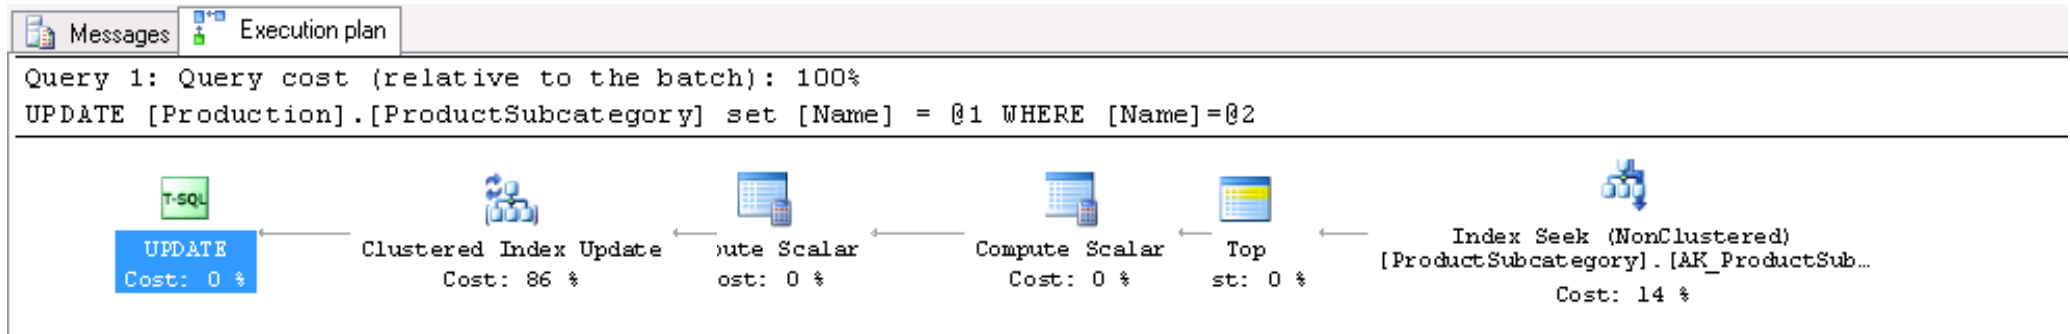 Messages
Execution plan
Query 1: Query cost (relative to the batch): 100%
UPDATE [Production].[ProductSubcategory] set [Name] = @1 WHERE [Name]=@2
T-SQL
UPDATE
Cost: 0 %
Clustered Index Update
Cost: 86 %
ute Scalar
ost: 0 %
Compute Scalar
Cost: 0 %
Top
st: 0 %
Index Seek (NonClustered)
[ProductSubcategory].[AK_ProductSub…
Cost: 14 %